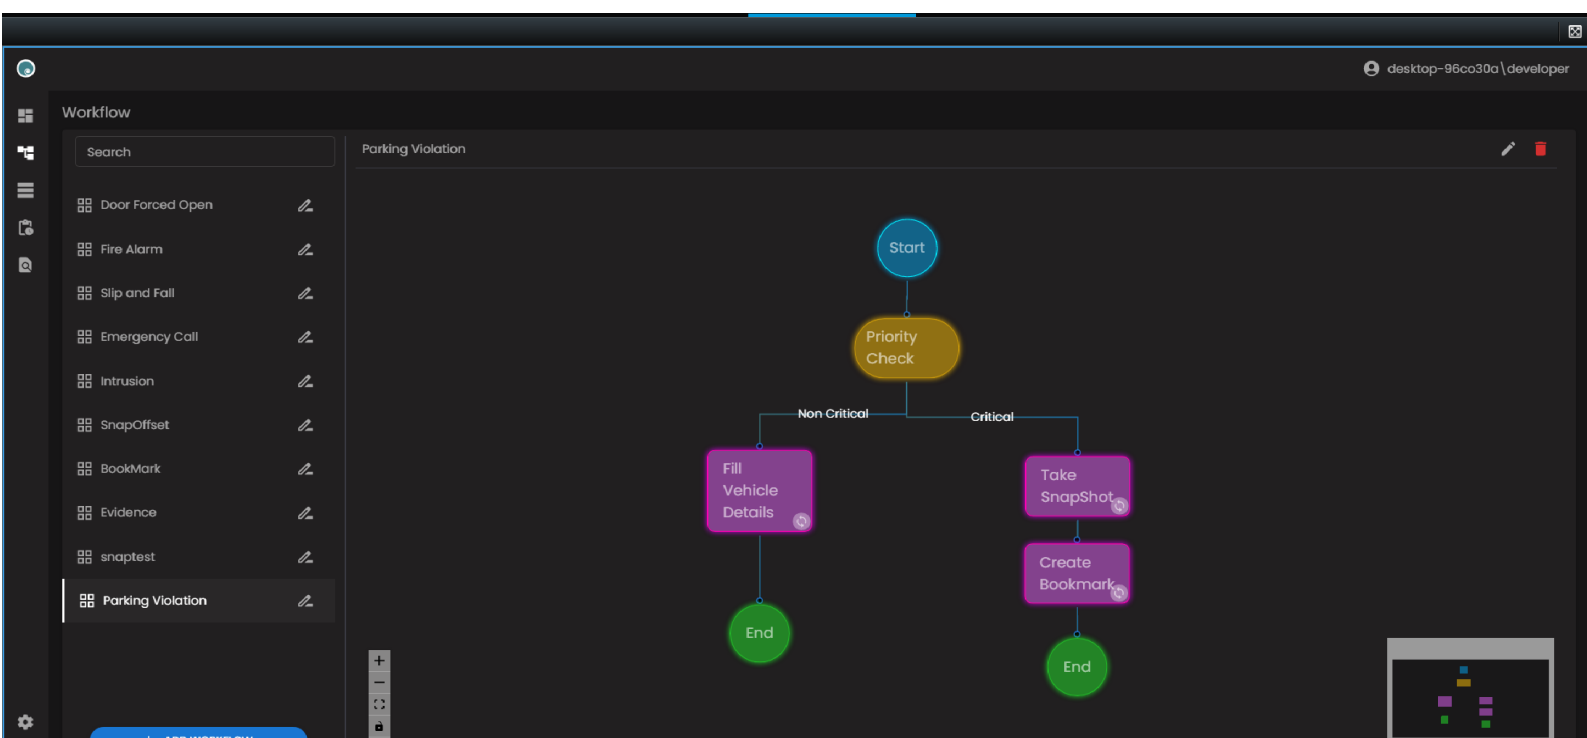 desktop-96co30a\developer
Workflow
Search
Door Forced Open
Fire Alarm
Slip and Fall
Emergency Call
Intrusion
SnapOffset
BookMark
Evidence
snaptest
Parking Violation
ADD WORKFLOW
Parking Violation
Start
Priority
Check
Non Critical
Critical
Fill
Vehicle
Details
End
Take
SnapShot
Create
Bookmark
End